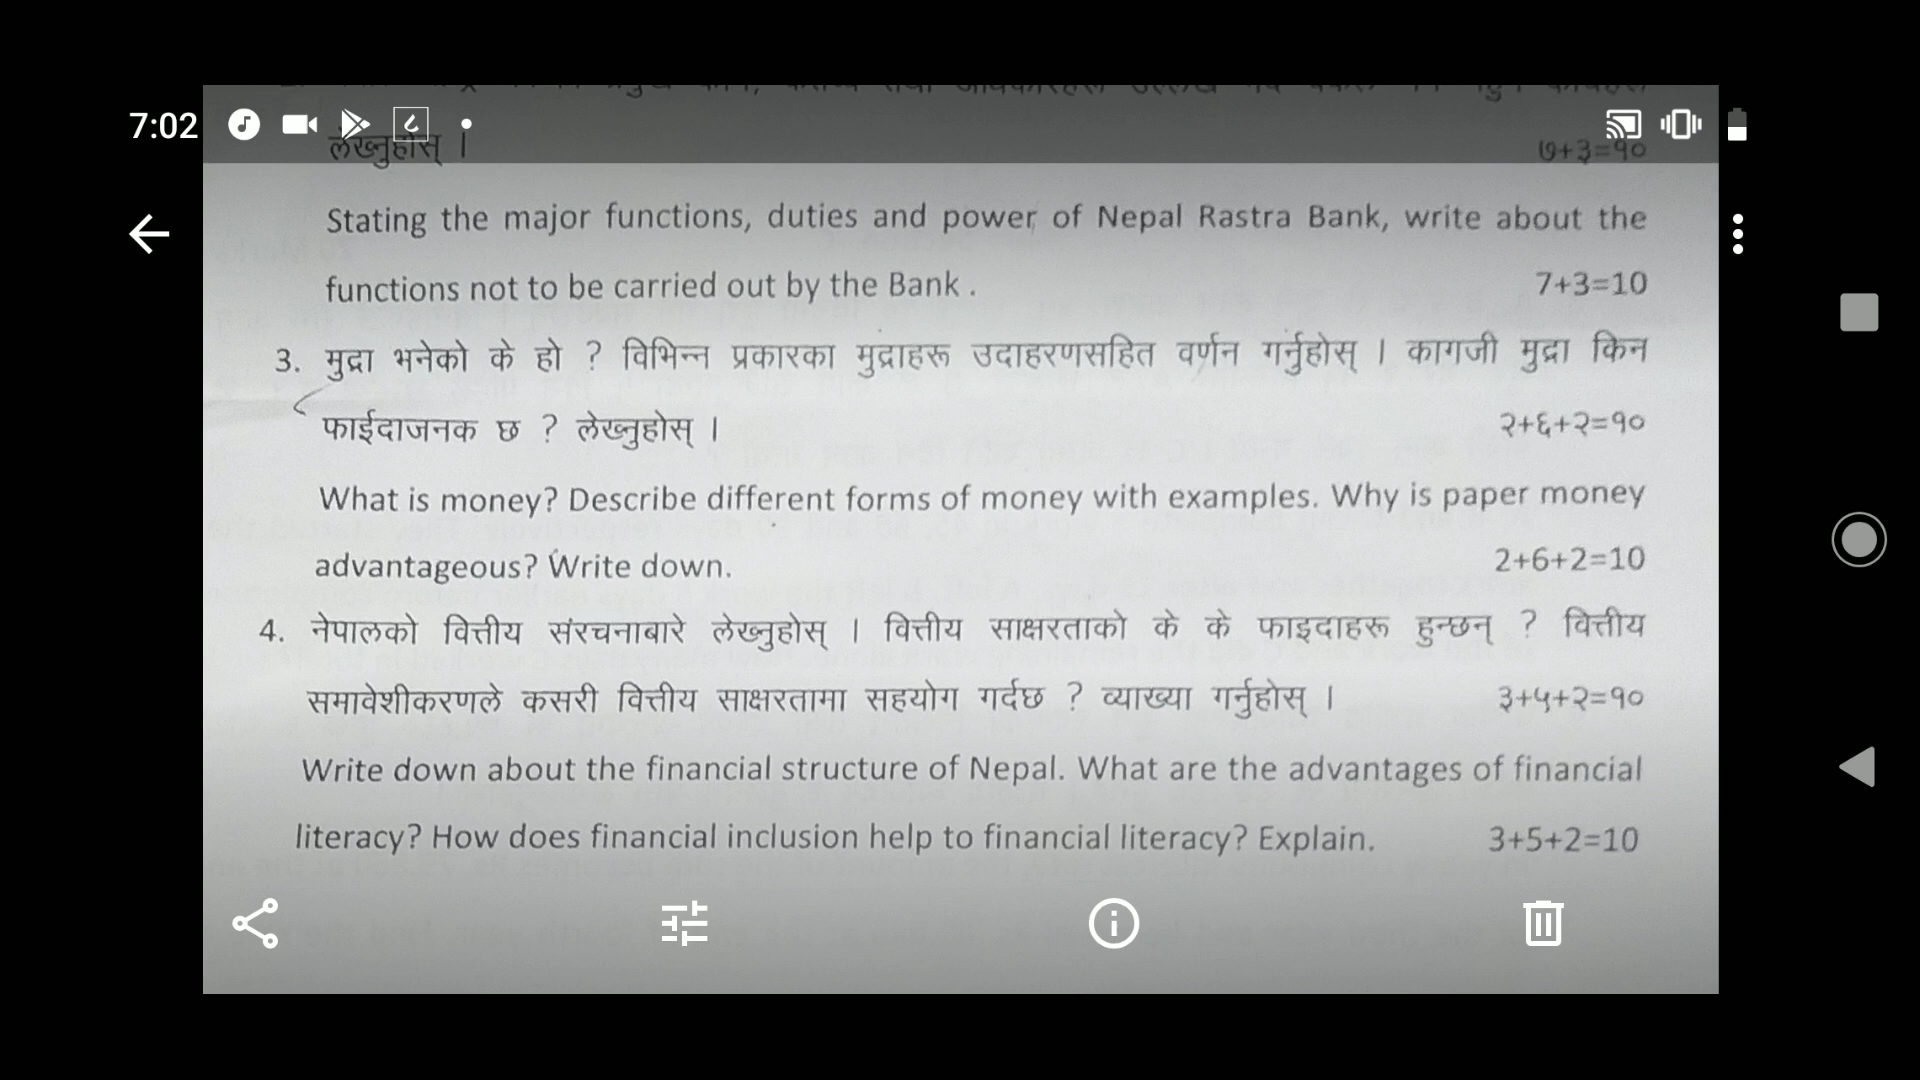 7:02
लेख्नुहोस् । ७+३=१०
Stating the major functions, duties and power of Nepal Rastra Bank, write about the
functions not to be carried out by the Bank . 7+3=10
3. मुद्रा भनेको के हो ? विभिन्न प्रकारका मुद्राहरू उदाहरणसहित वर्णन गर्नुहोस् । कागजी मुद्रा किन
फाईदाजनक छ ? लेख्नुहोस् । २+६+२=१०
What is money? Describe different forms of money with examples. Why is paper money
advantageous? Write down. 2+6+2=10
4. नेपालको वित्तीय संरचनाबारे लेख्नुहोस् । वित्तीय साक्षरताको के के फाइदाहरू हुन्छन् ? वित्तीय
समावेशीकरणले कसरी वित्तीय साक्षरतामा सहयोग गर्दछ ? व्याख्या गर्नुहोस् । ३+५+२=१०
Write down about the financial structure of Nepal. What are the advantages of financial
literacy? How does financial inclusion help to financial literacy? Explain. 3+5+2=10